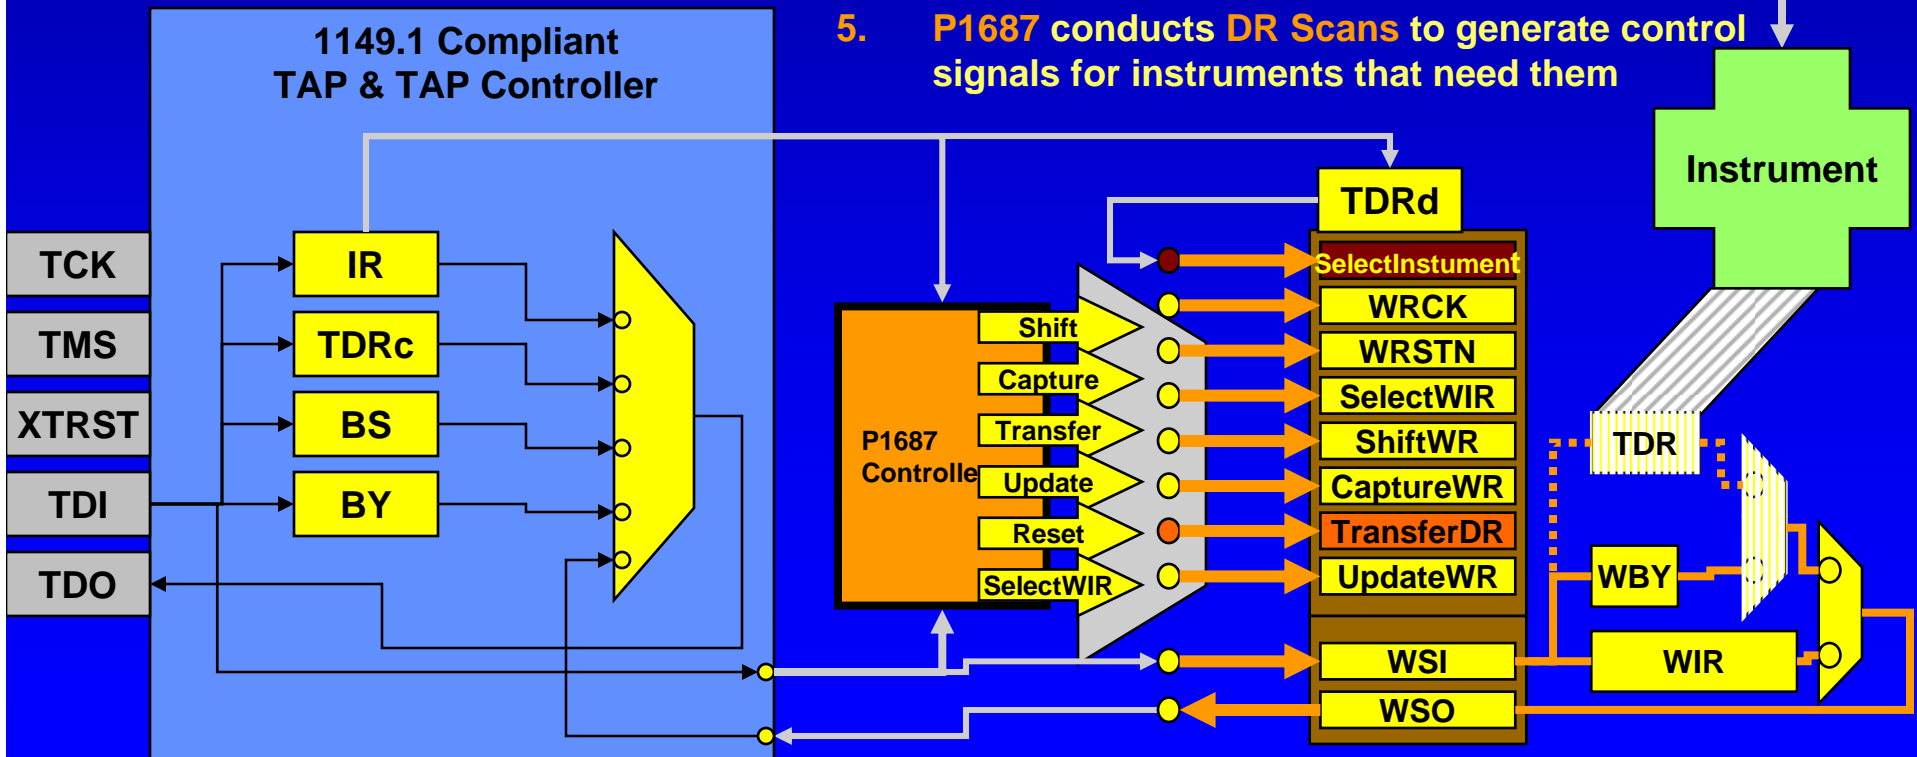 1149.1 Compliant
TAP & TAP Controller
5. P1687 conducts DR Scans to generate control
signals for instruments that need them
Instrument
TDRd
TCK
IR
SelectInstument
WRCK
TMS
TDRc
Shift
WRSTN
Capture
SelectWIR
XTRST
BS
Transfer
ShiftWR
TDR
P1687
Controlle
Update
CaptureWR
TDI
BY
Reset
TransferDR
TDO
SelectWIR
UpdateWR
WBY
WSI
WIR
WSO